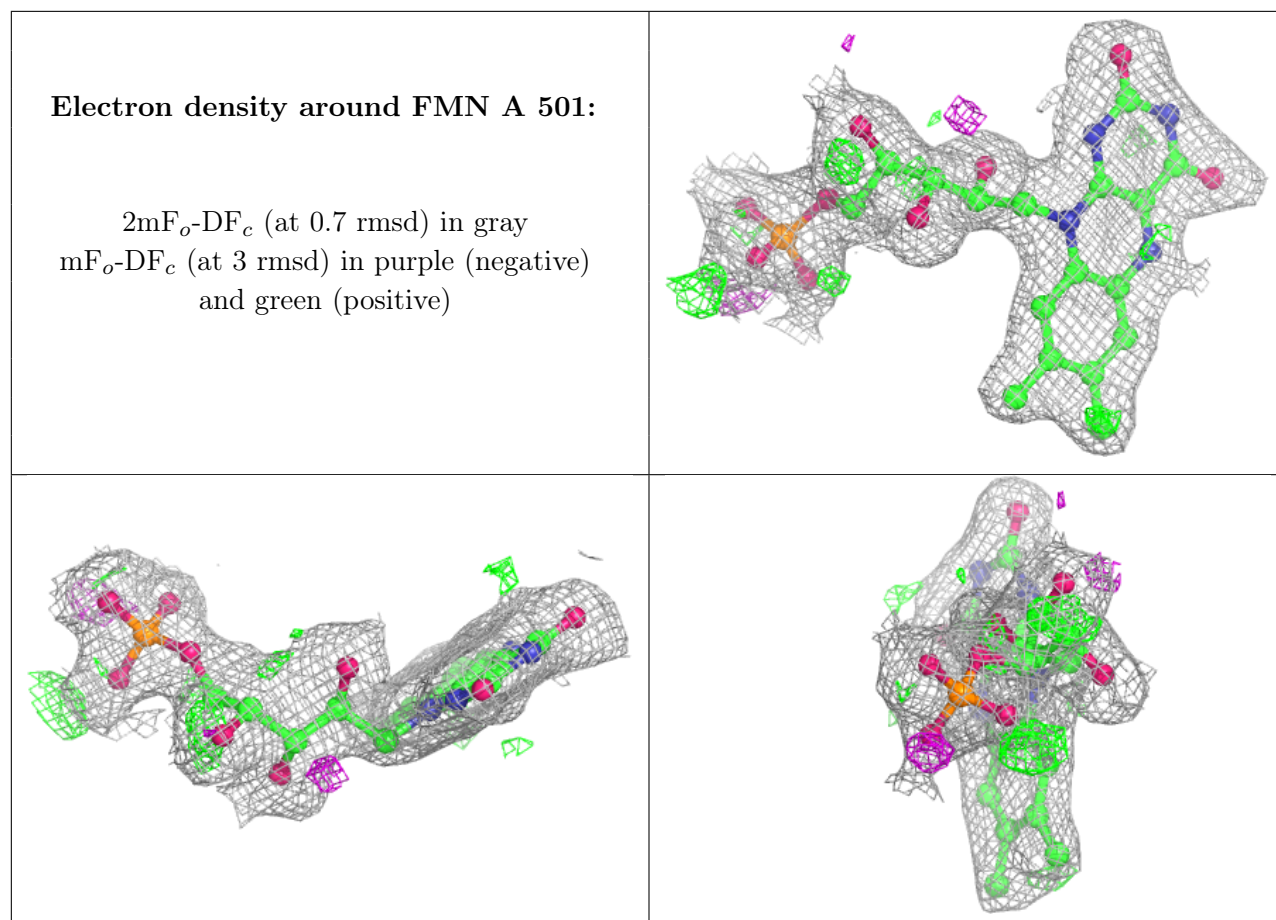 Electron density around FMN A 501:
2mFo-DFc (at 0.7 rmsd) in gray
mFo-DFc (at 3 rmsd) in purple (negative)
and green (positive)